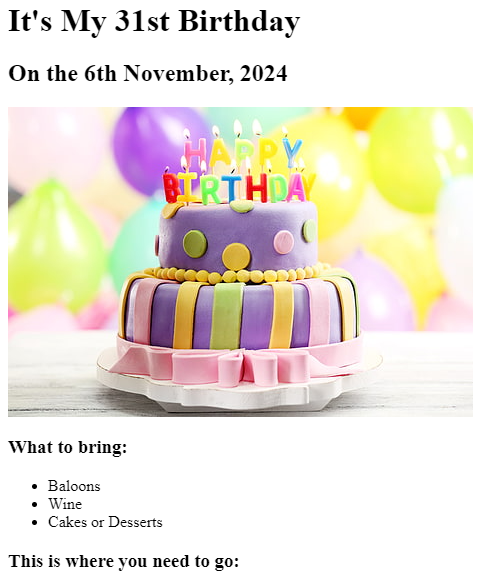 It's My 31st Birthday
On the 6th November, 2024
HAPPY
BIRTHDAY
What to bring:
Baloons
Wine
Cakes or Desserts
This is where you need to go: